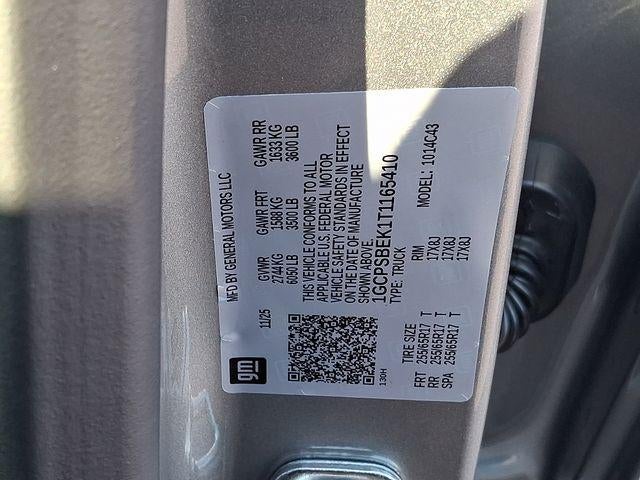 gm
MFD BY GENERAL MOTORS LLC
11/25
GVWR GAWR FRT GAWR RR
2744KG 1588KG 1633KG
6050LB 3500LB 3600LB
THIS VEHICLE CONFORMS TO ALL
APPLICABLE U.S. FEDERAL MOTOR
VEHICLE SAFETY STANDARDS IN EFFECT
ON THE DATE OF MANUFACTURE
SHOWN ABOVE.
1GCPSBEK1T1165410
TYPE: TRUCK MODEL: 1014C43
130H
TIRE SIZE RIM
FRT 255/65R17 T 17X8J
RR 255/65R17 T 17X8J
SPA 255/65R17 T 17X8J